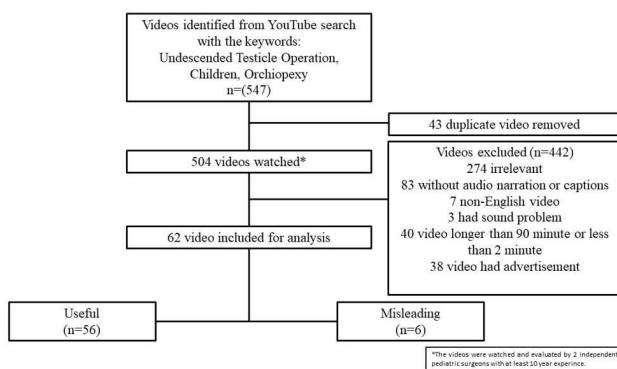 Videos identified from YouTube search
with the keywords:
Undescended Testicle Operation,
Children, Orchiopexy
n=(547)
43 duplicate video removed
504 videos watched*
Videos excluded (n=442)
274 irrelevant
83 without audio narration or captions
7 non-English video
3 had sound problem
40 video longer than 90 minute or less
than 2 minute
38 video had advertisement
62 video included for analysis
Useful
(n=56)
Misleading
(n=6)
*The videos were watched and evaluated by 2 independent
pediatric surgeons with at least 10 year experince.